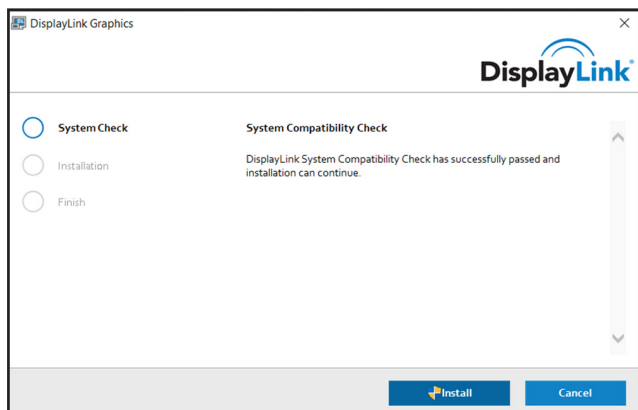 DisplayLink Graphics
DisplayLink®
System Check
Installation
Finish
System Compatibility Check
DisplayLink System Compatibility Check has successfully passed and
installation can continue.
Install
Cancel